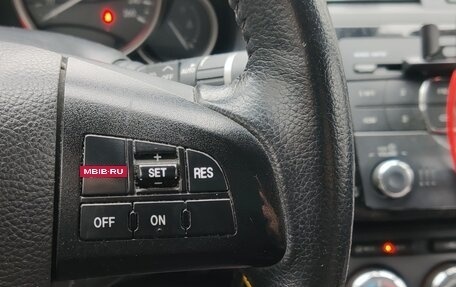 +
MBIB·RU SET RES
−
OFF ON